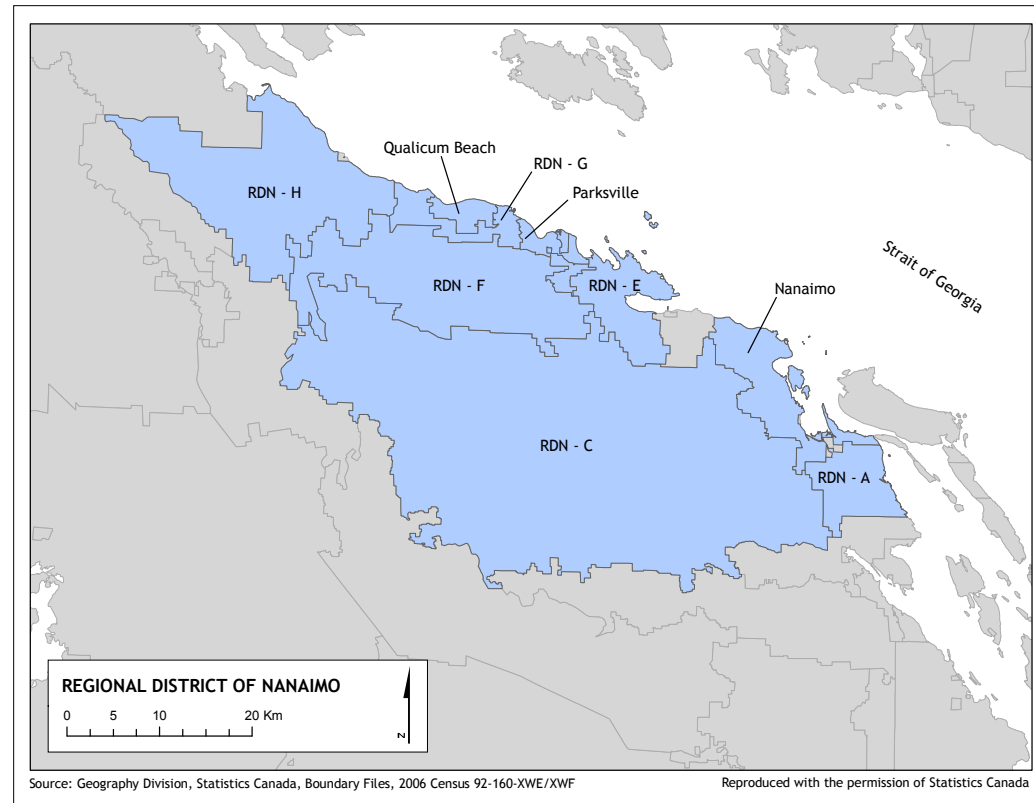 Qualicum Beach
RDN - G
Parksville
RDN - H
Strait of Georgia
RDN - F
RDN - E
Nanaimo
RDN - C
RDN - A
REGIONAL DISTRICT OF NANAIMO
0 5 10 20 Km
N
Source: Geography Division, Statistics Canada, Boundary Files, 2006 Census 92-160-XWE/XWF
Reproduced with the permission of Statistics Canada